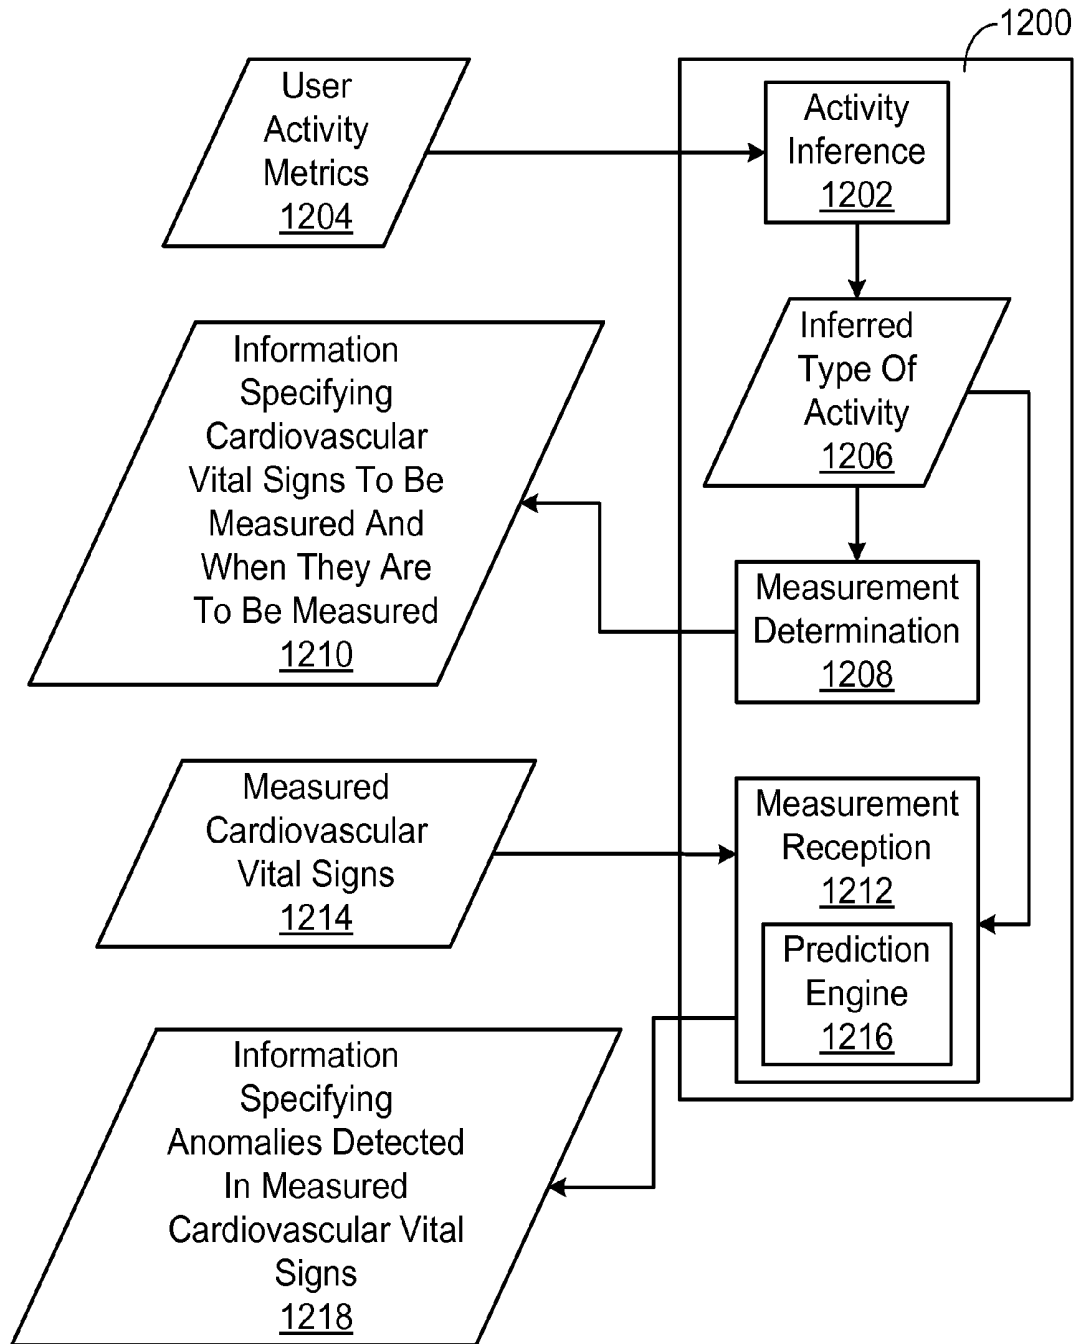 1200
User
Activity
Metrics
1204
Activity
Inference
1202
Inferred
Type Of
Activity
1206
Information
Specifying
Cardiovascular
Vital Signs To Be
Measured And
When They Are
To Be Measured
1210
Measurement
Determination
1208
Measured
Cardiovascular
Vital Signs
1214
Measurement
Reception
1212
Prediction
Engine
1216
Information
Specifying
Anomalies Detected
In Measured
Cardiovascular Vital
Signs
1218